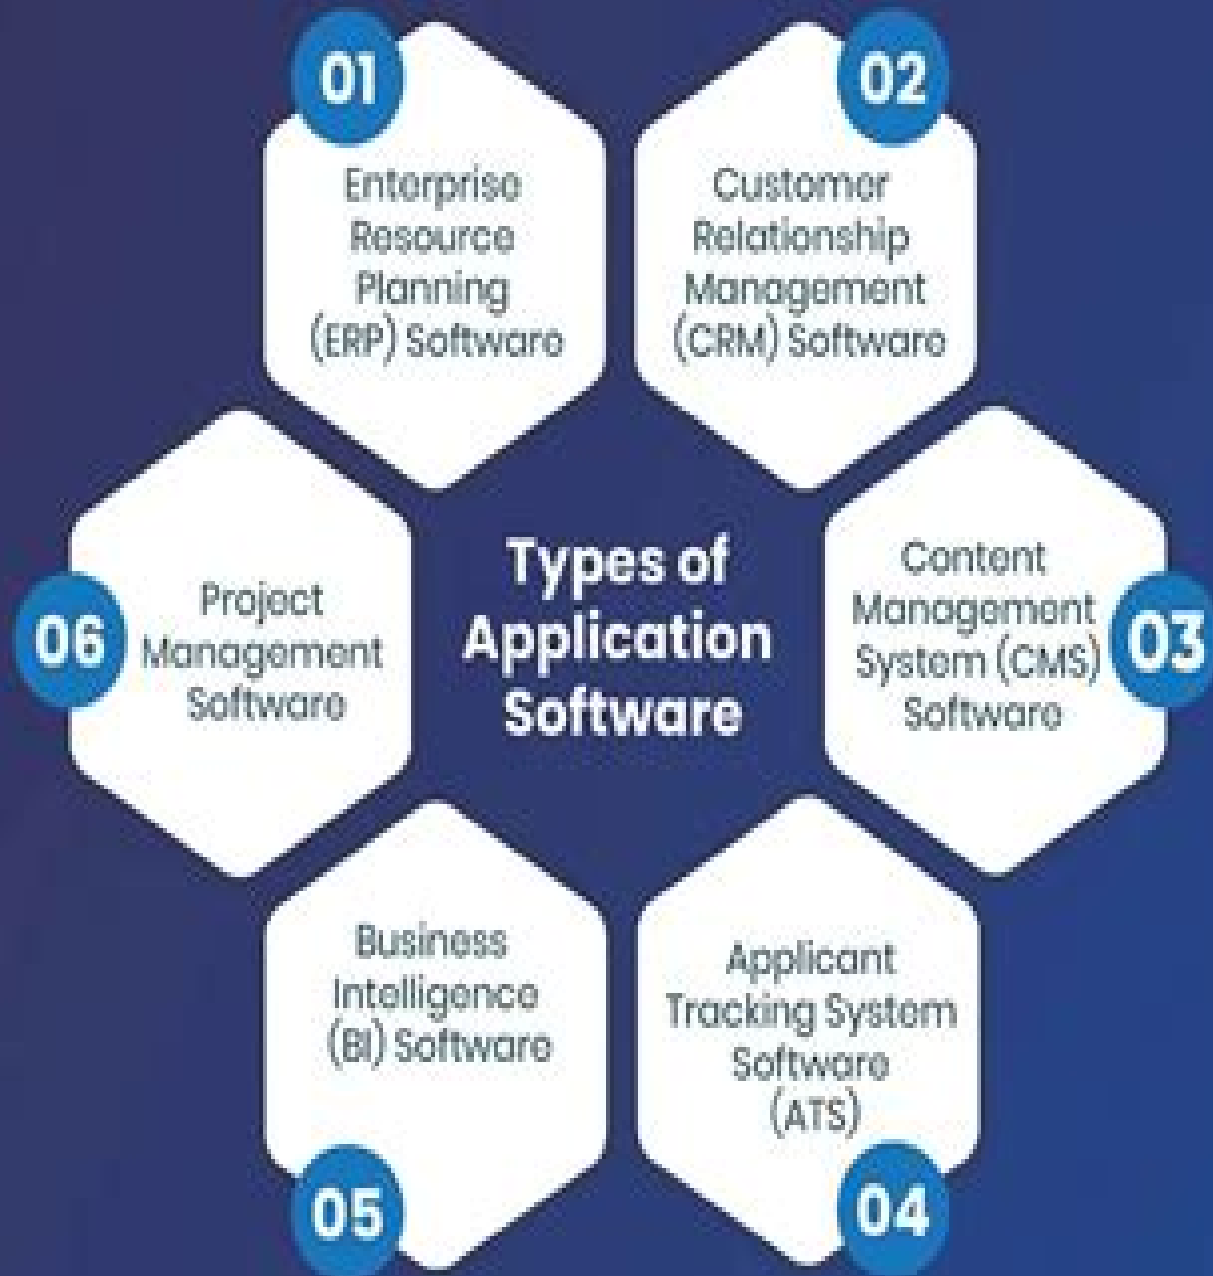 01
Enterprise
Resource
Planning
(ERP) Software
02
Customer
Relationship
Management
(CRM) Software
Types of
Application
Software
03
Content
Management
System (CMS)
Software
04
Applicant
Tracking System
Software
(ATS)
05
Business
Intelligence
(BI) Software
06
Project
Management
Software